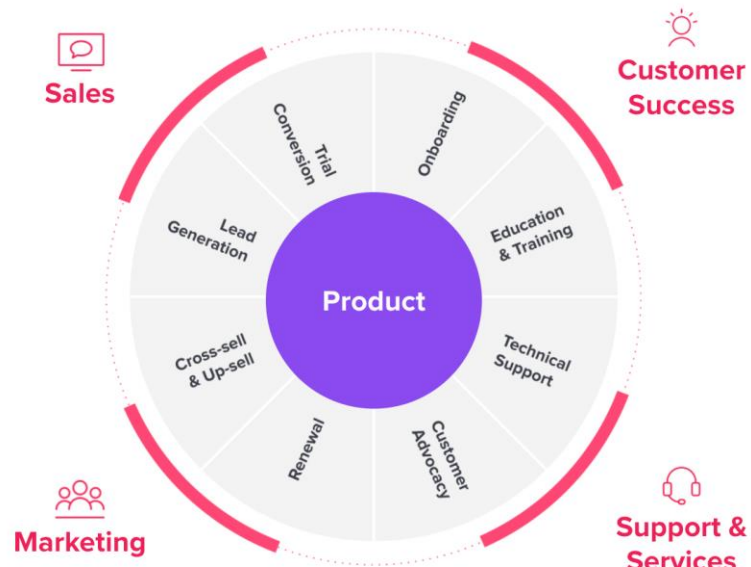 Sales
Customer
Success
Trial
Conversion
Onboarding
Lead
Generation
Education
& Training
Product
Cross-sell
& Up-sell
Technical
Support
Renewal
Customer
Advocacy
Marketing
Support &
Services